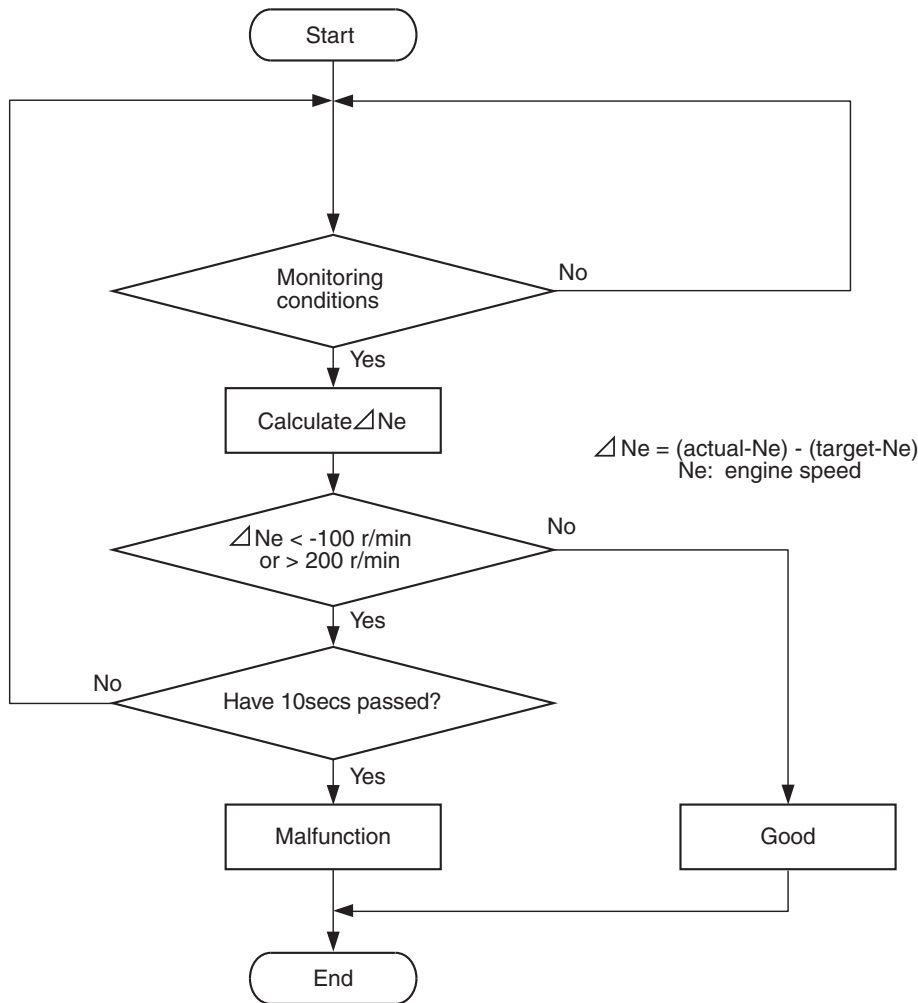 Start
Monitoring
conditions
No
Yes
Calculate⊿Ne
⊿Ne = (actual-Ne) - (target-Ne)
Ne: engine speed
⊿Ne < -100 r/min
or > 200 r/min
No
Yes
Have 10secs passed?
No
Yes
Malfunction
Good
End